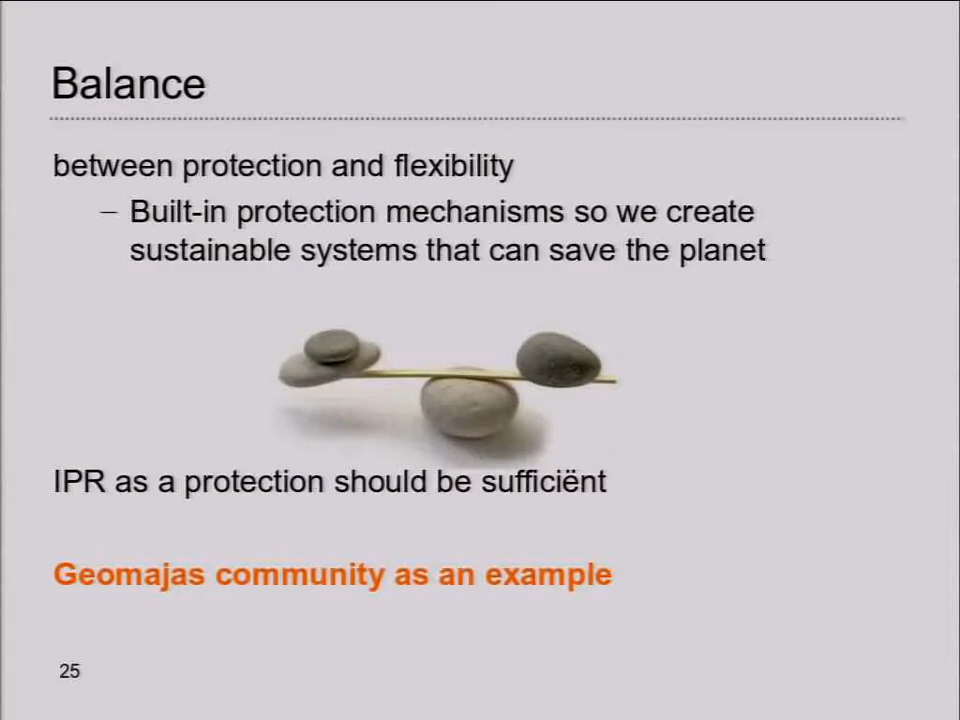 Balance
between protection and flexibility
– Built-in protection mechanisms so we create
sustainable systems that can save the planet
IPR as a protection should be sufficiënt
Geomajas community as an example
25